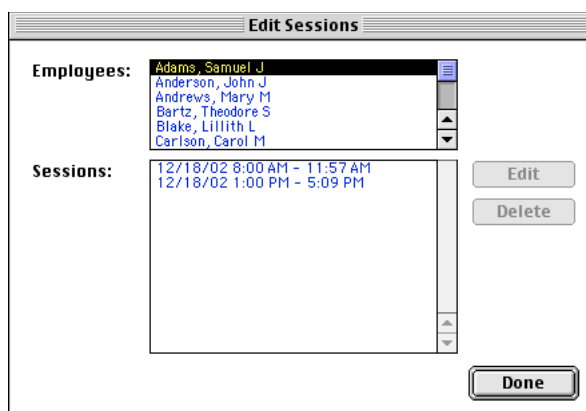 Edit Sessions
Employees:
Adams, Samuel J
Anderson, John J
Andrews, Mary M
Bartz, Theodore S
Blake, Lillith L
Carlson, Carol M
Sessions:
12/18/02 8:00 AM - 11:57 AM
12/18/02 1:00 PM - 5:09 PM
Edit
Delete
Done